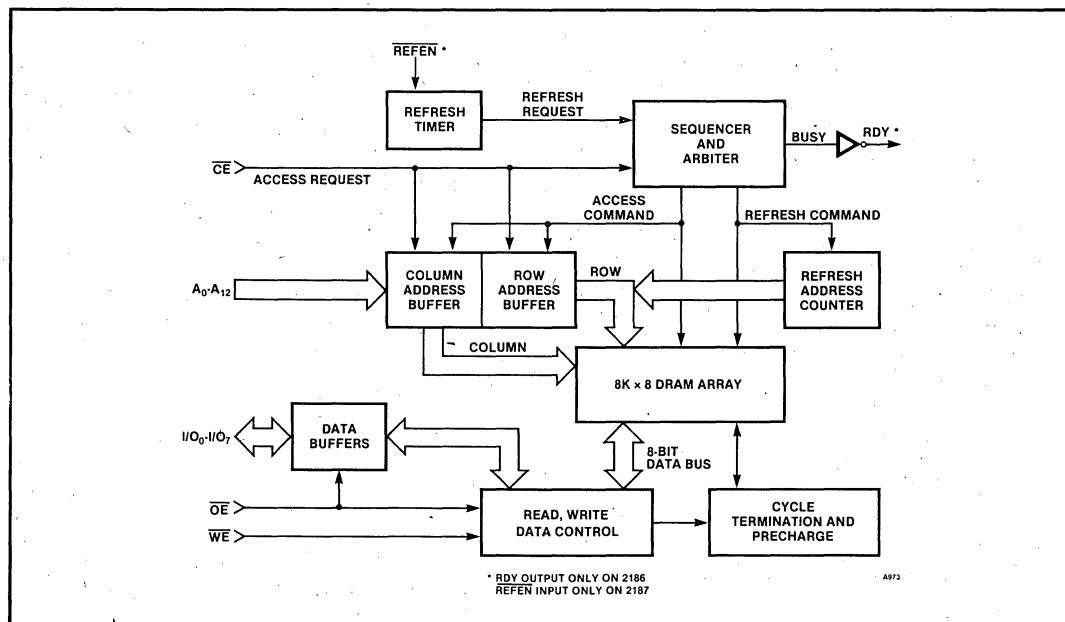 REFEN *
REFRESH
TIMER
REFRESH
REQUEST
SEQUENCER
AND
ARBITER
BUSY
RDY *
CE
ACCESS REQUEST
ACCESS
COMMAND
REFRESH COMMAND
A0-A12
COLUMN
ADDRESS
BUFFER
ROW
ADDRESS
BUFFER
ROW
REFRESH
ADDRESS
COUNTER
COLUMN
8K × 8 DRAM ARRAY
I/O0-I/O7
DATA
BUFFERS
8-BIT
DATA BUS
OE
WE
READ, WRITE
DATA CONTROL
CYCLE
TERMINATION AND
PRECHARGE
* RDY OUTPUT ONLY ON 2186
REFEN INPUT ONLY ON 2187
A973